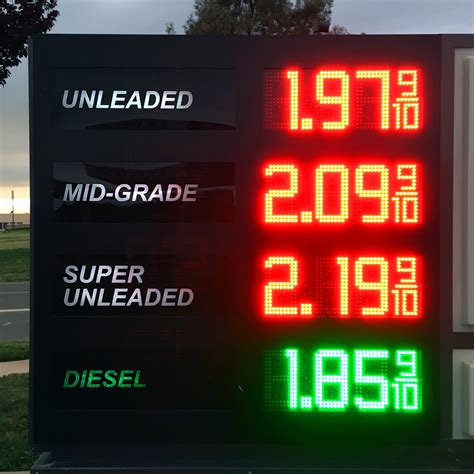 UNLEADED 1.97 9/10
MID-GRADE 2.09 9/10
SUPER 2.19 9/10
UNLEADED
DIESEL 1.85 9/10